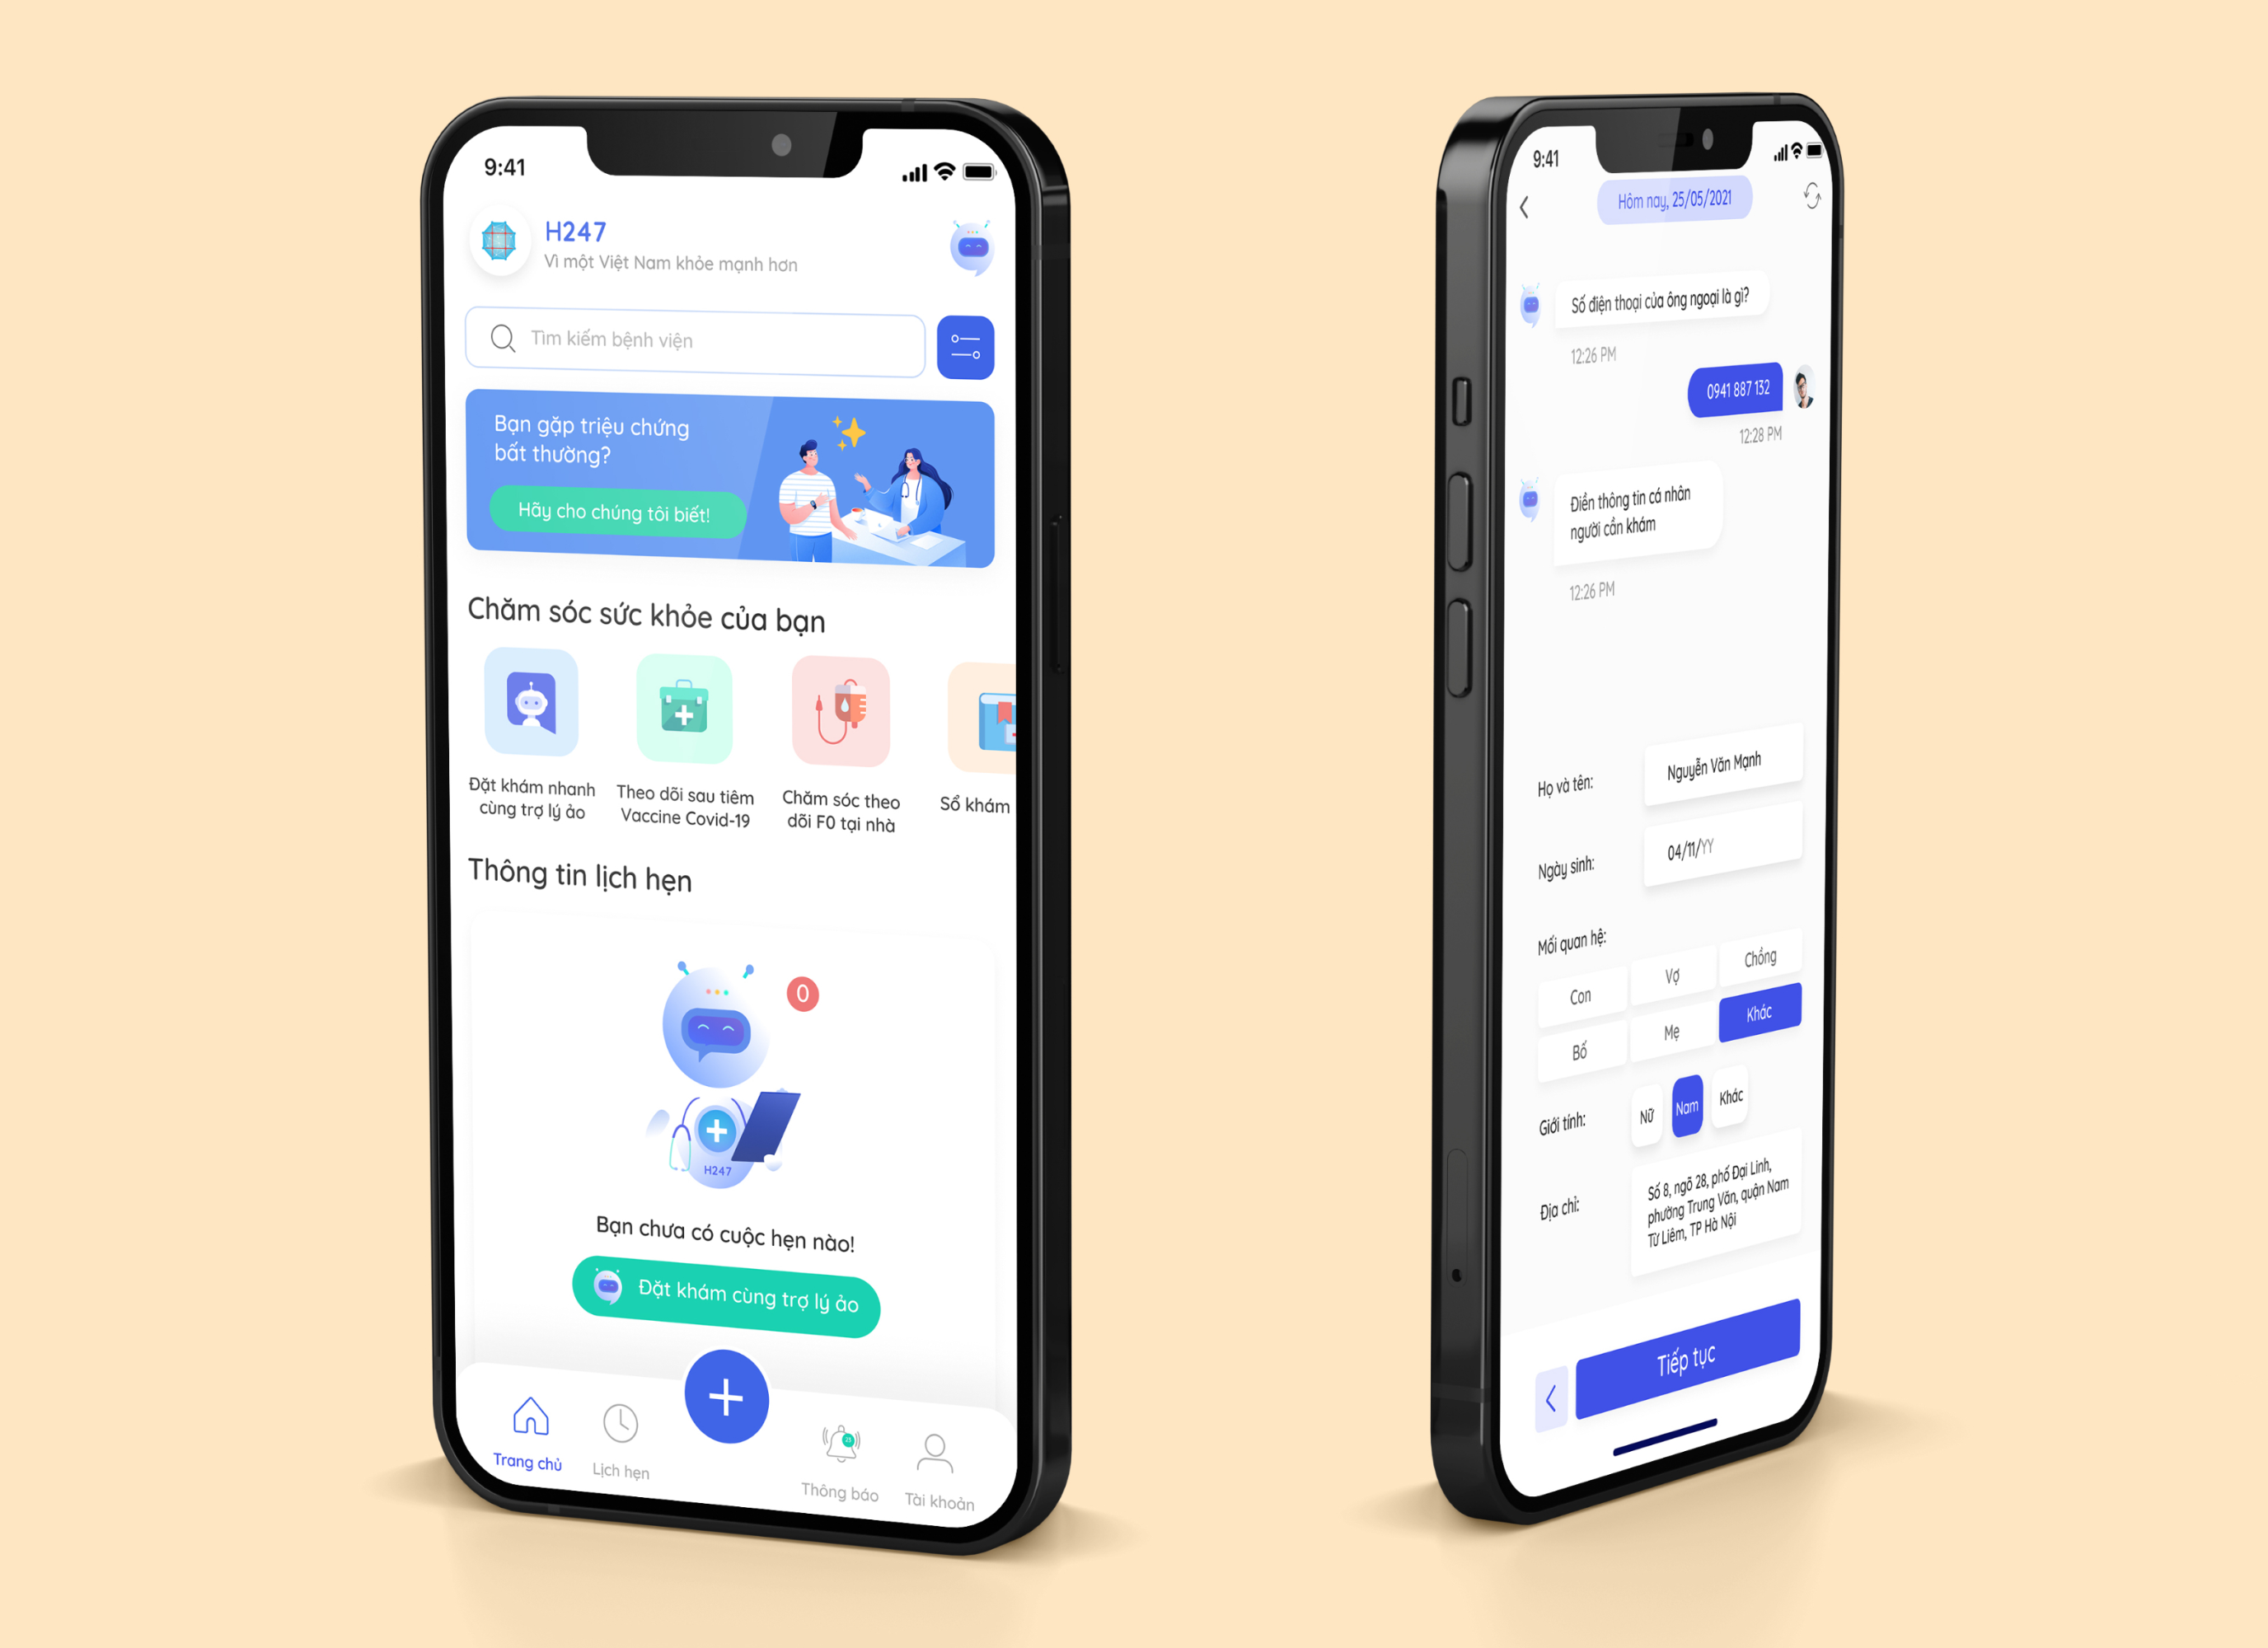 9:41
H247
Vì một Việt Nam khỏe mạnh hơn
Tìm kiếm bệnh viện
Bạn gặp triệu chứng
bất thường?
Hãy cho chúng tôi biết!
Chăm sóc sức khỏe của bạn
Đặt khám nhanh
cùng trợ lý ảo
Theo dõi sau tiêm
Vaccine Covid-19
Chăm sóc theo
dõi F0 tại nhà
Sổ khám
Thông tin lịch hẹn
0
H247
Bạn chưa có cuộc hẹn nào!
Đặt khám cùng trợ lý ảo
Trang chủ
Lịch hẹn
Thông báo
Tài khoản
9:41
Hôm nay, 25/05/2021
Số điện thoại của ông ngoại là gì?
12:26 PM
0941 887 132
12:28 PM
Điền thông tin cá nhân
người cần khám
12:26 PM
Họ và tên:
Nguyễn Văn Mạnh
Ngày sinh:
04/11/YY
Mối quan hệ:
Con
Vợ
Chồng
Bố
Mẹ
Khác
Giới tính:
Nữ
Nam
Khác
Địa chỉ:
Số 8, ngõ 28, phố Đại Linh,
phường Trung Văn, quận Nam
Từ Liêm, TP Hà Nội
Tiếp tục